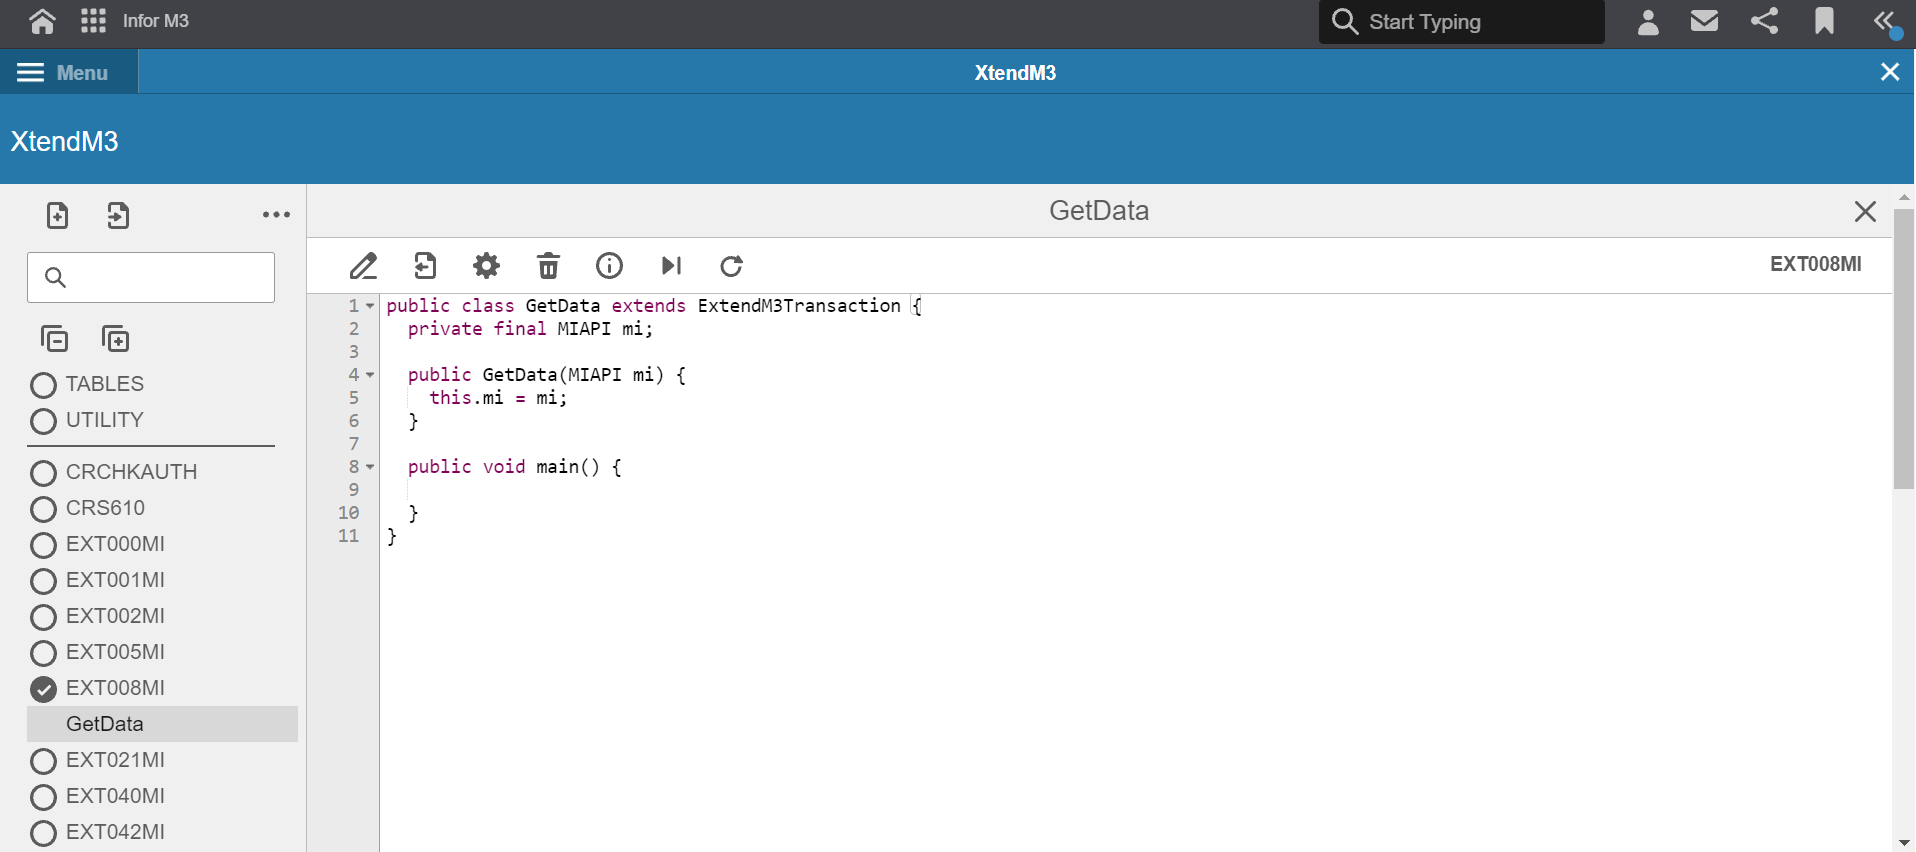 Infor M3
Start Typing
Menu
XtendM3
XtendM3
GetData
EXT008MI
TABLES
UTILITY
CRCHKAUTH
CRS610
EXT000MI
EXT001MI
EXT002MI
EXT005MI
EXT008MI
GetData
EXT021MI
EXT040MI
EXT042MI
1 public class GetData extends ExtendM3Transaction {
2 private final MIAPI mi;
3
4 public GetData(MIAPI mi) {
5 this.mi = mi;
6 }
7
8 public void main() {
9
10 }
11 }